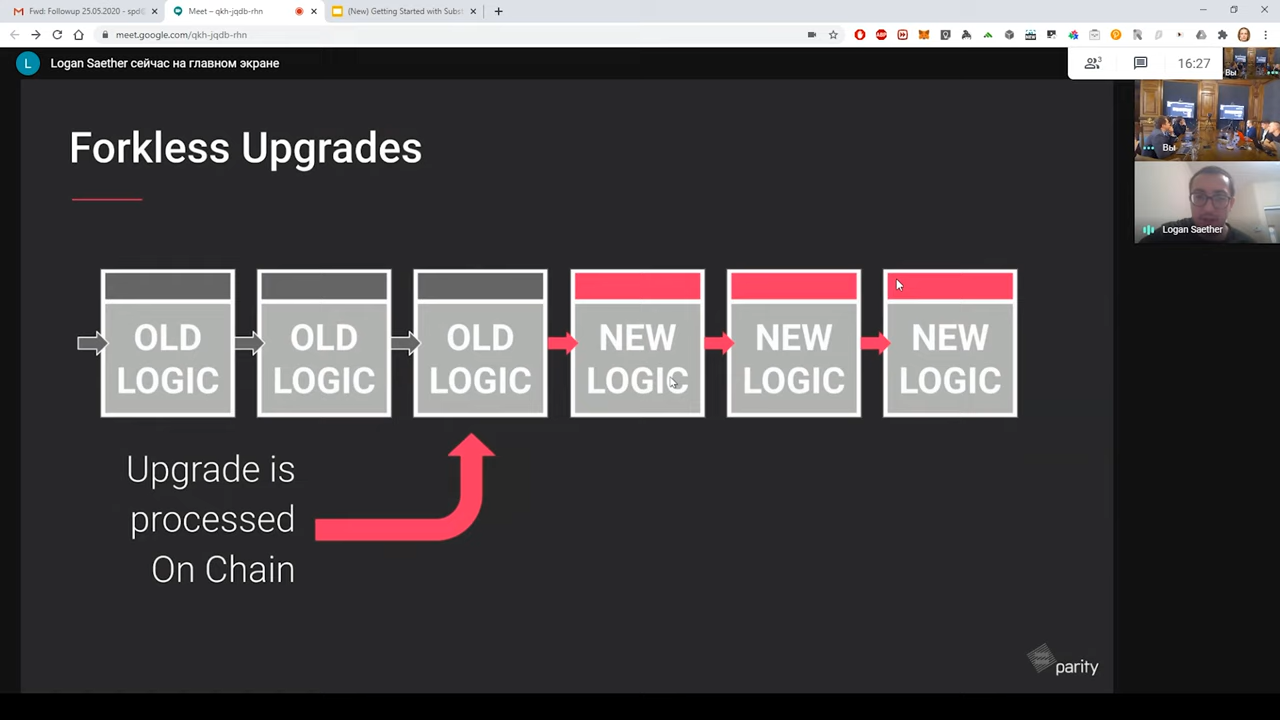 Fwd: Followup 25.05.2020 - spd@
Meet – qkh-jqdb-rhn
(New) Getting Started with Subst
meet.google.com/qkh-jqdb-rhn
L
Logan Saether сейчас на главном экране
3
16:27
Вы
Вы
Logan Saether
Forkless Upgrades
OLD LOGIC
OLD LOGIC
OLD LOGIC
NEW LOGIC
NEW LOGIC
NEW LOGIC
Upgrade is
processed
On Chain
parity